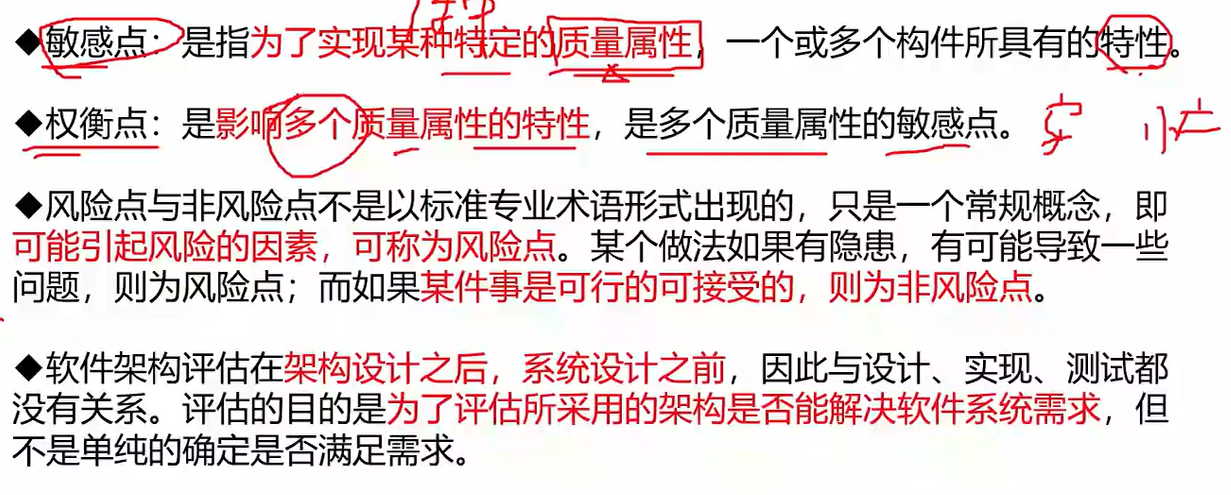 ◆敏感点：是指为了实现某种特定的质量属性，一个或多个构件所具有的特性。
◆权衡点：是影响多个质量属性的特性，是多个质量属性的敏感点。
◆风险点与非风险点不是以标准专业术语形式出现的，只是一个常规概念，即
可能引起风险的因素，可称为风险点。某个做法如果有隐患，有可能导致一些
问题，则为风险点；而如果某件事是可行的可接受的，则为非风险点。
◆软件架构评估在架构设计之后，系统设计之前，因此与设计、实现、测试都
没有关系。评估的目的是为了评估所采用的架构是否能解决软件系统需求，但
不是单纯的确定是否满足需求。